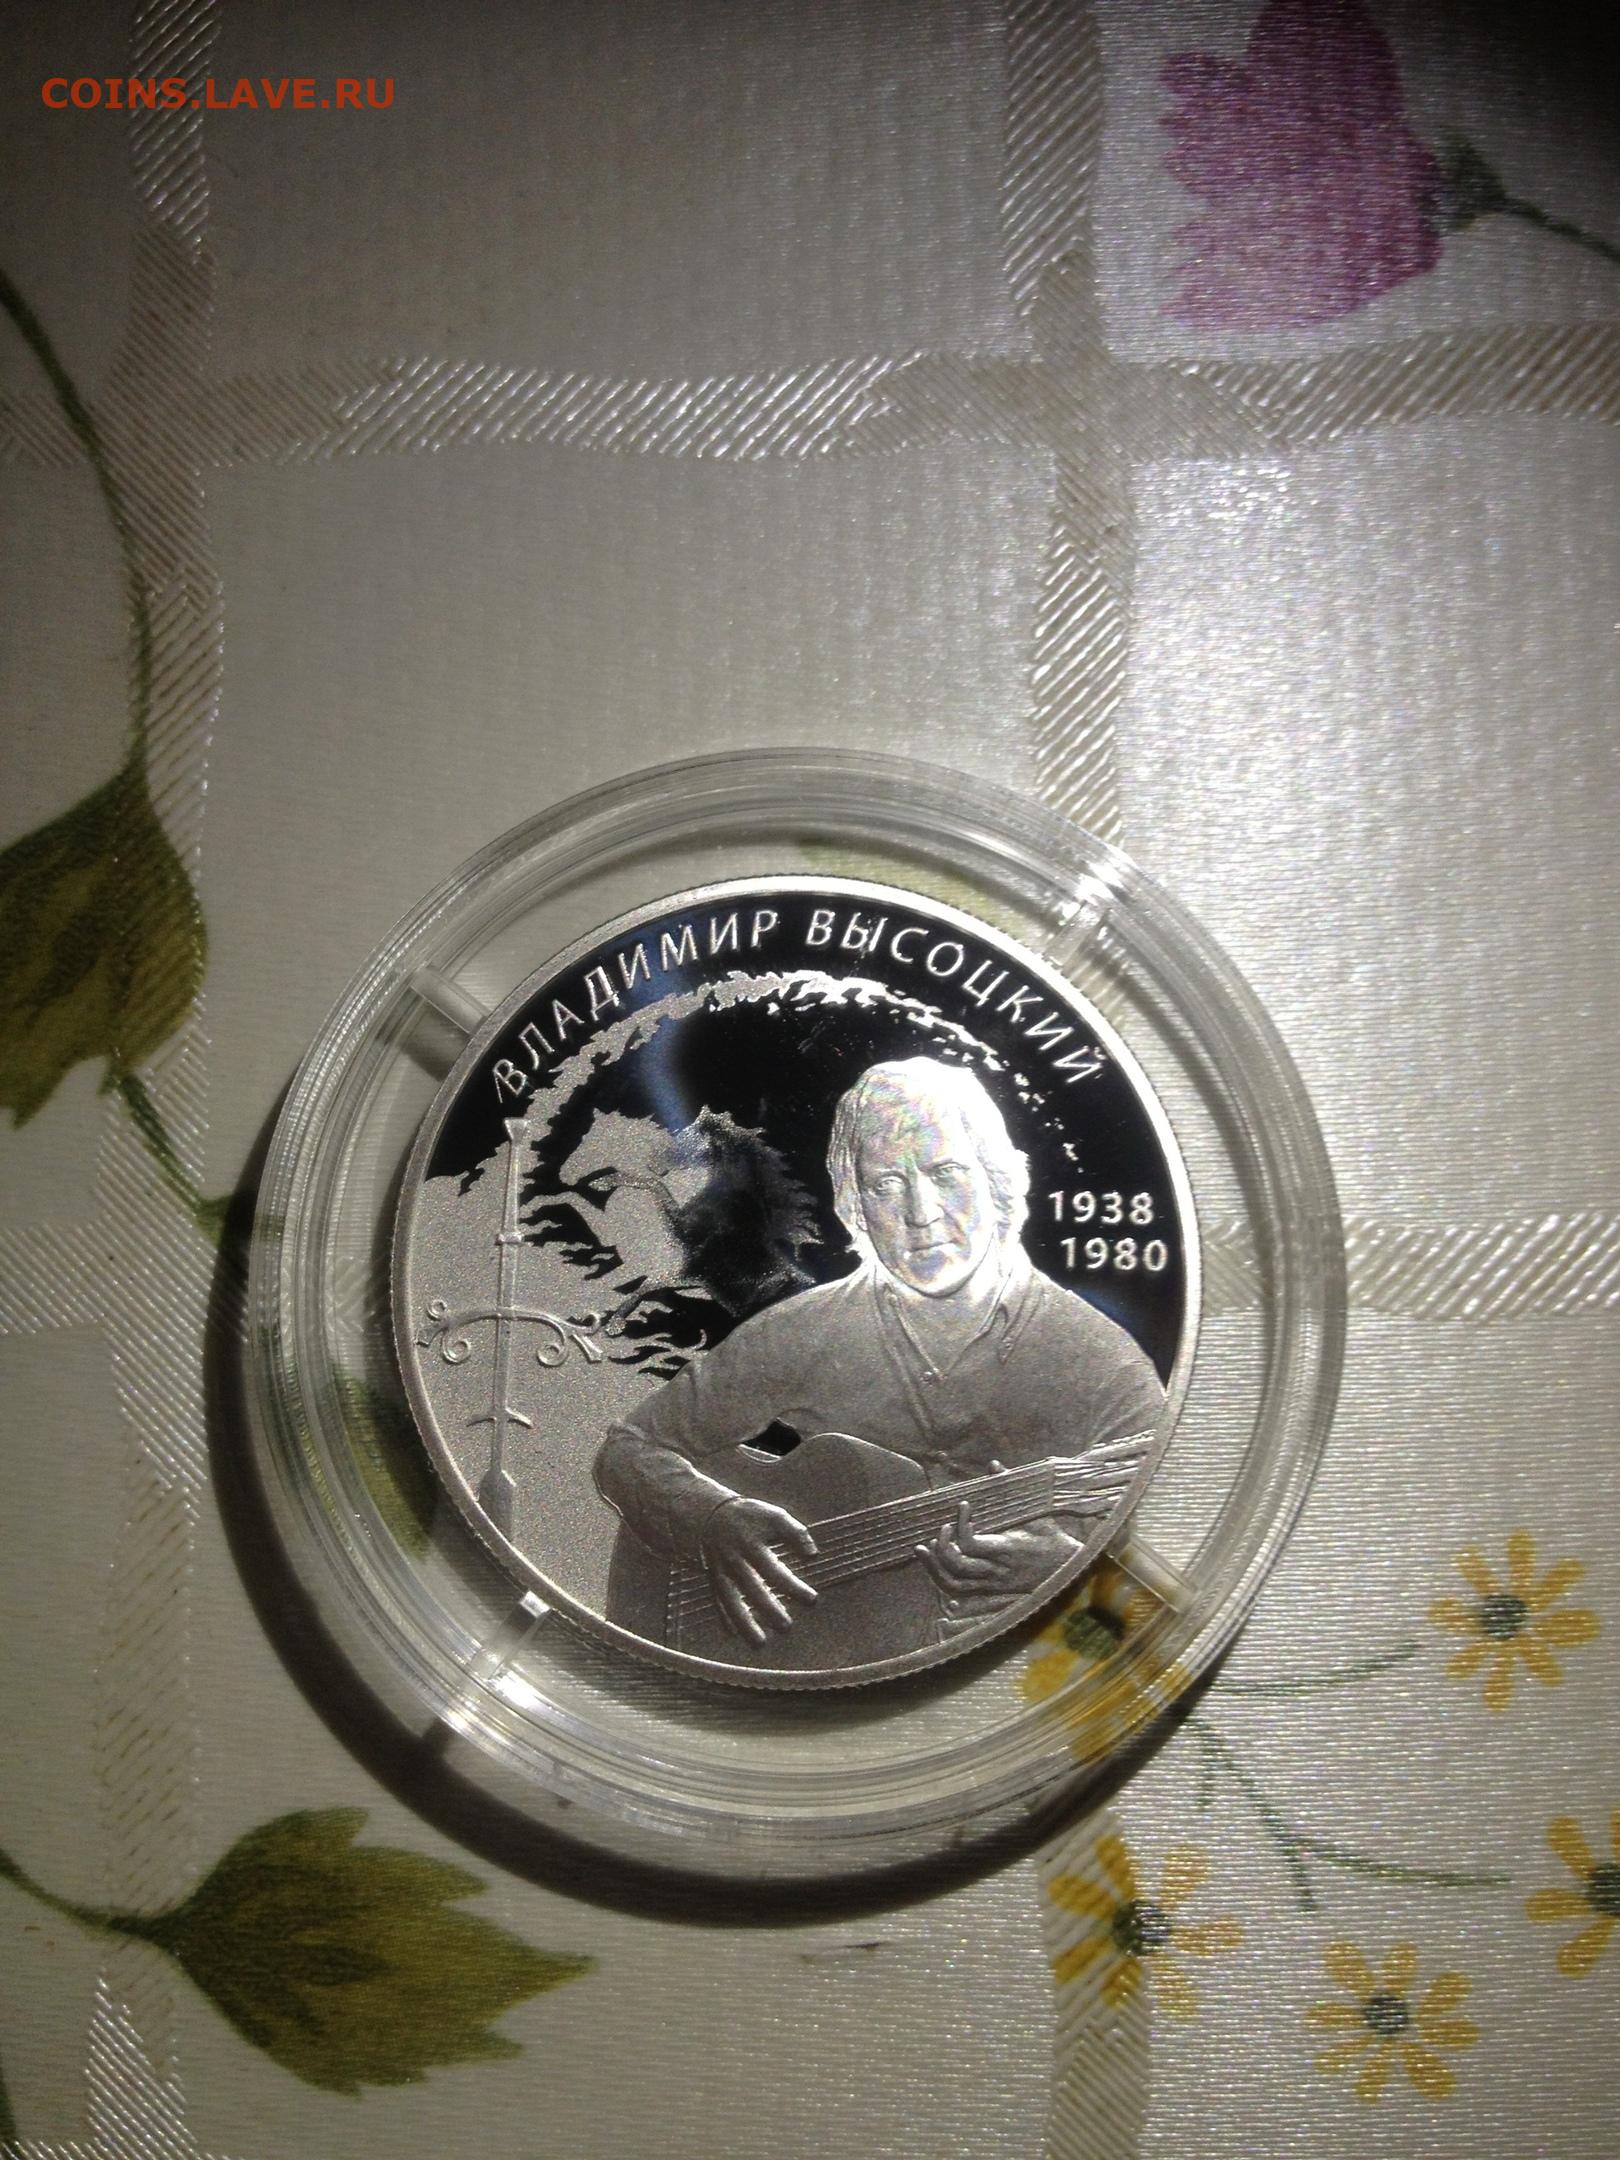 COINS.LAVE.RU
ВЛАДИМИР ВЫСОЦКИЙ
1938
1980